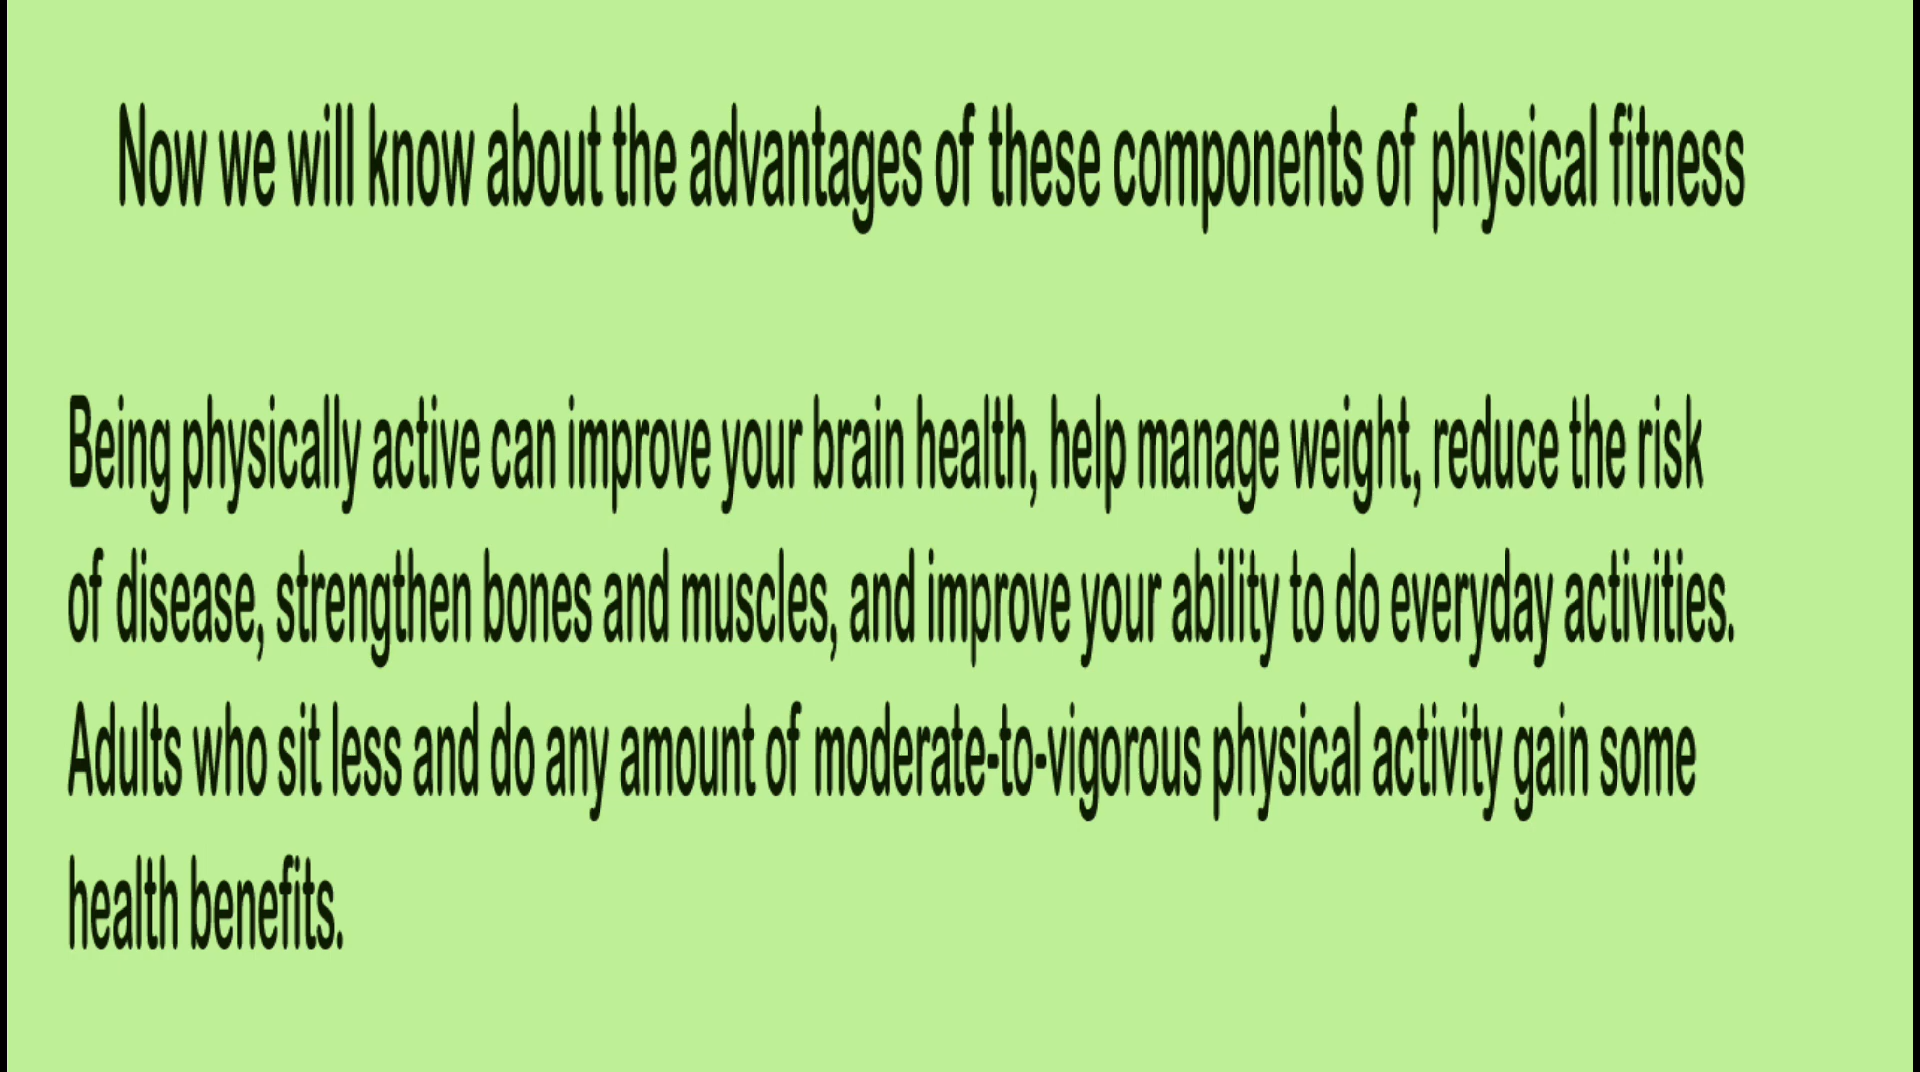 Now we will know about the advantages of these components of physical fitness
Being physically active can improve your brain health, help manage weight, reduce the risk
of disease, strengthen bones and muscles, and improve your ability to do everyday activities.
Adults who sit less and do any amount of moderate-to-vigorous physical activity gain some
health benefits.